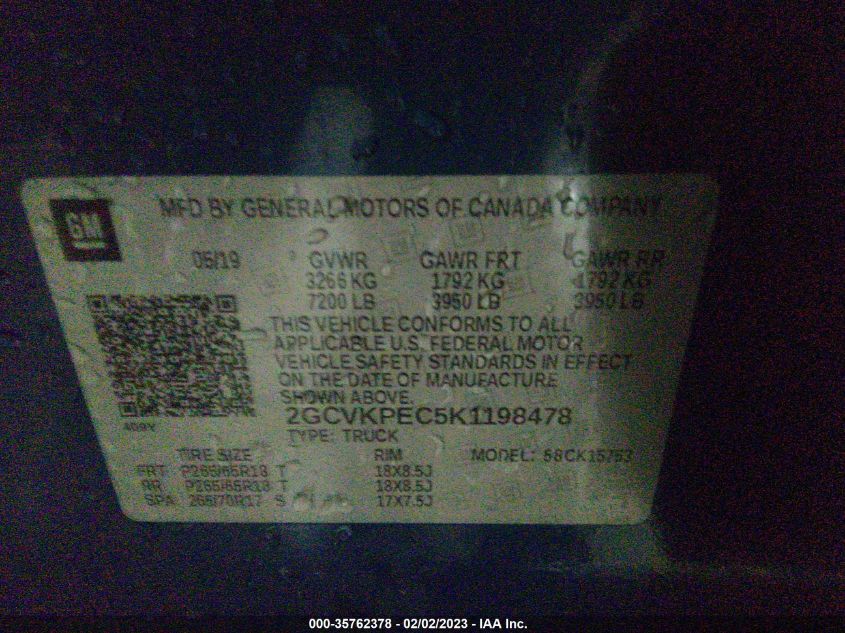 GM
MFD BY GENERAL MOTORS OF CANADA COMPANY
06/19 GVWR GAWR FRT GAWR RR
3266 KG 1792 KG 1792 KG
7200 LB 3950 LB 3950 LB
THIS VEHICLE CONFORMS TO ALL
APPLICABLE U.S. FEDERAL MOTOR
VEHICLE SAFETY STANDARDS IN EFFECT
ON THE DATE OF MANUFACTURE
SHOWN ABOVE.
2GCVKPEC5K1198478
TYPE: TRUCK
TIRE SIZE RIM MODEL:
FRT P265/65R18 T 18X8.5J
RR P265/65R18 T 18X8.5J
SPA 265/70R17 S 17X7.5J
000-35762378 - 02/02/2023 - IAA Inc.